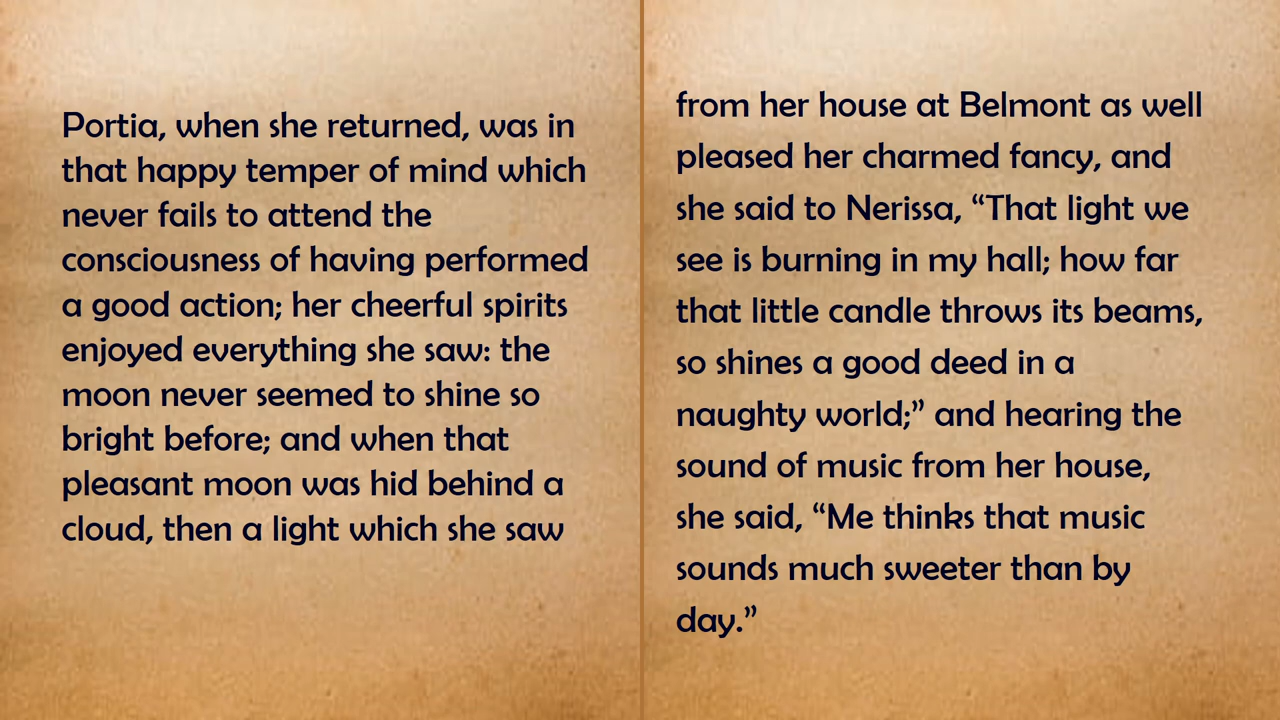 Portia, when she returned, was in
that happy temper of mind which
never fails to attend the
consciousness of having performed
a good action; her cheerful spirits
enjoyed everything she saw: the
moon never seemed to shine so
bright before; and when that
pleasant moon was hid behind a
cloud, then a light which she saw
from her house at Belmont as well
pleased her charmed fancy, and
she said to Nerissa, “That light we
see is burning in my hall; how far
that little candle throws its beams,
so shines a good deed in a
naughty world;” and hearing the
sound of music from her house,
she said, “Me thinks that music
sounds much sweeter than by
day.”